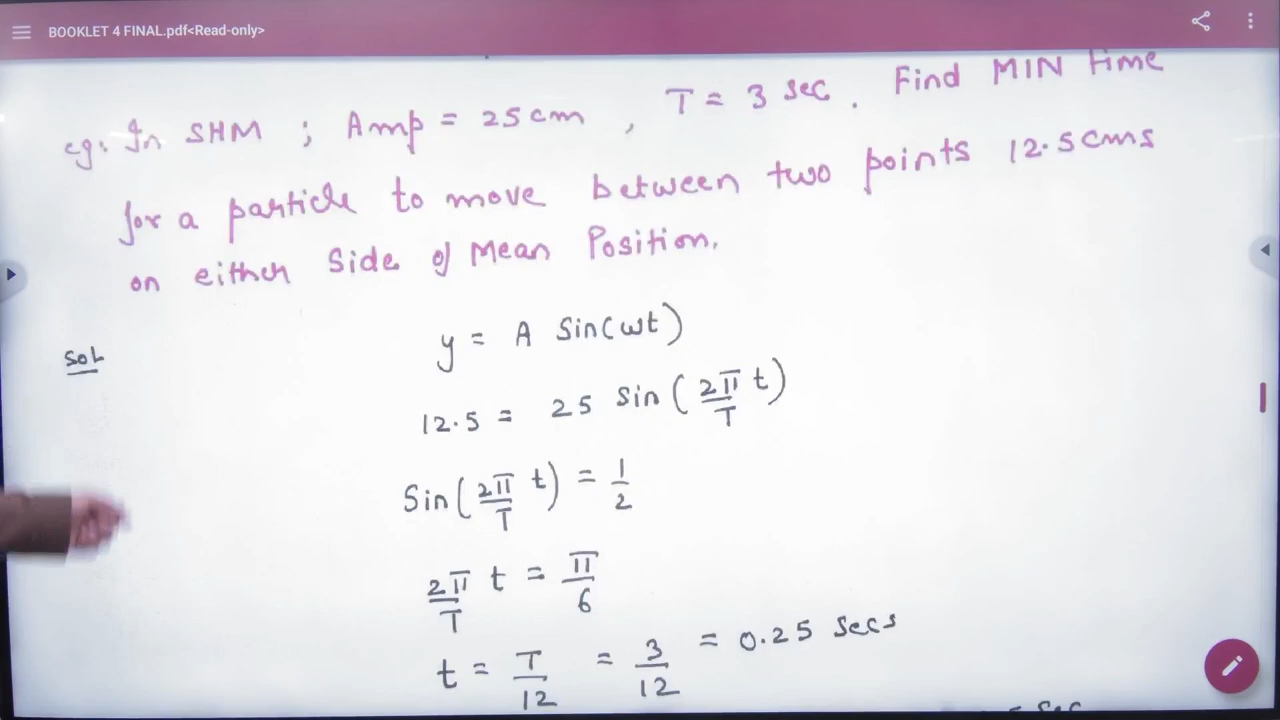 BOOKLET 4 FINAL.pdf<Read-only>
eg: In SHM ; Amp = 25 cm , T = 3 sec . Find MIN time
for a particle to move between two points 12.5cms
on either Side of Mean Position.
Sol
y = A Sin(ωt)
12.5 = 25 Sin(2π/T t)
Sin(2π/T t) = 1/2
2π/T t = π/6
t = T/12 = 3/12 = 0.25 secs